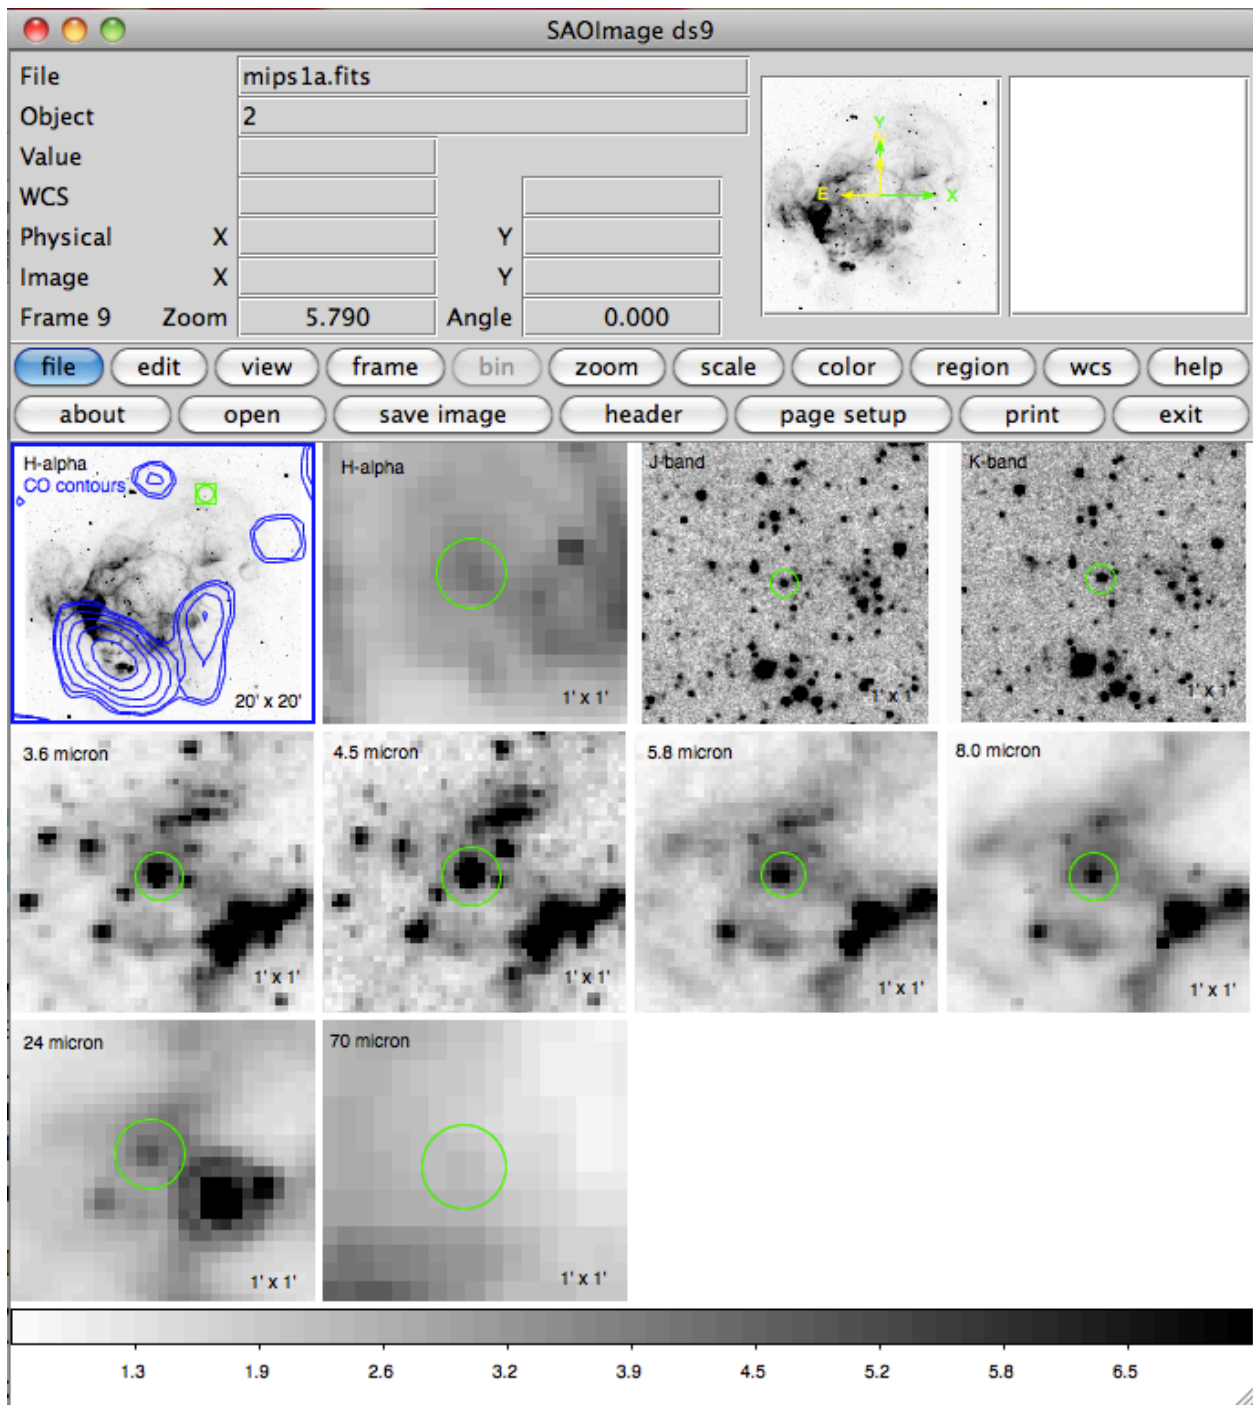 SAOImage ds9
File mips1a.fits
Object 2
Value
WCS
Physical X Y
Image X Y
Frame 9 Zoom 5.790 Angle 0.000
Y
N
E X
file edit view frame bin zoom scale color region wcs help
about open save image header page setup print exit
H-alpha
CO contours
20' x 20'
H-alpha
1' x 1'
J-band
1' x 1'
K-band
1' x 1'
3.6 micron
1' x 1'
4.5 micron
1' x 1'
5.8 micron
1' x 1'
8.0 micron
1' x 1'
24 micron
1' x 1'
70 micron
1' x 1'
1.3 1.9 2.6 3.2 3.9 4.5 5.2 5.8 6.5